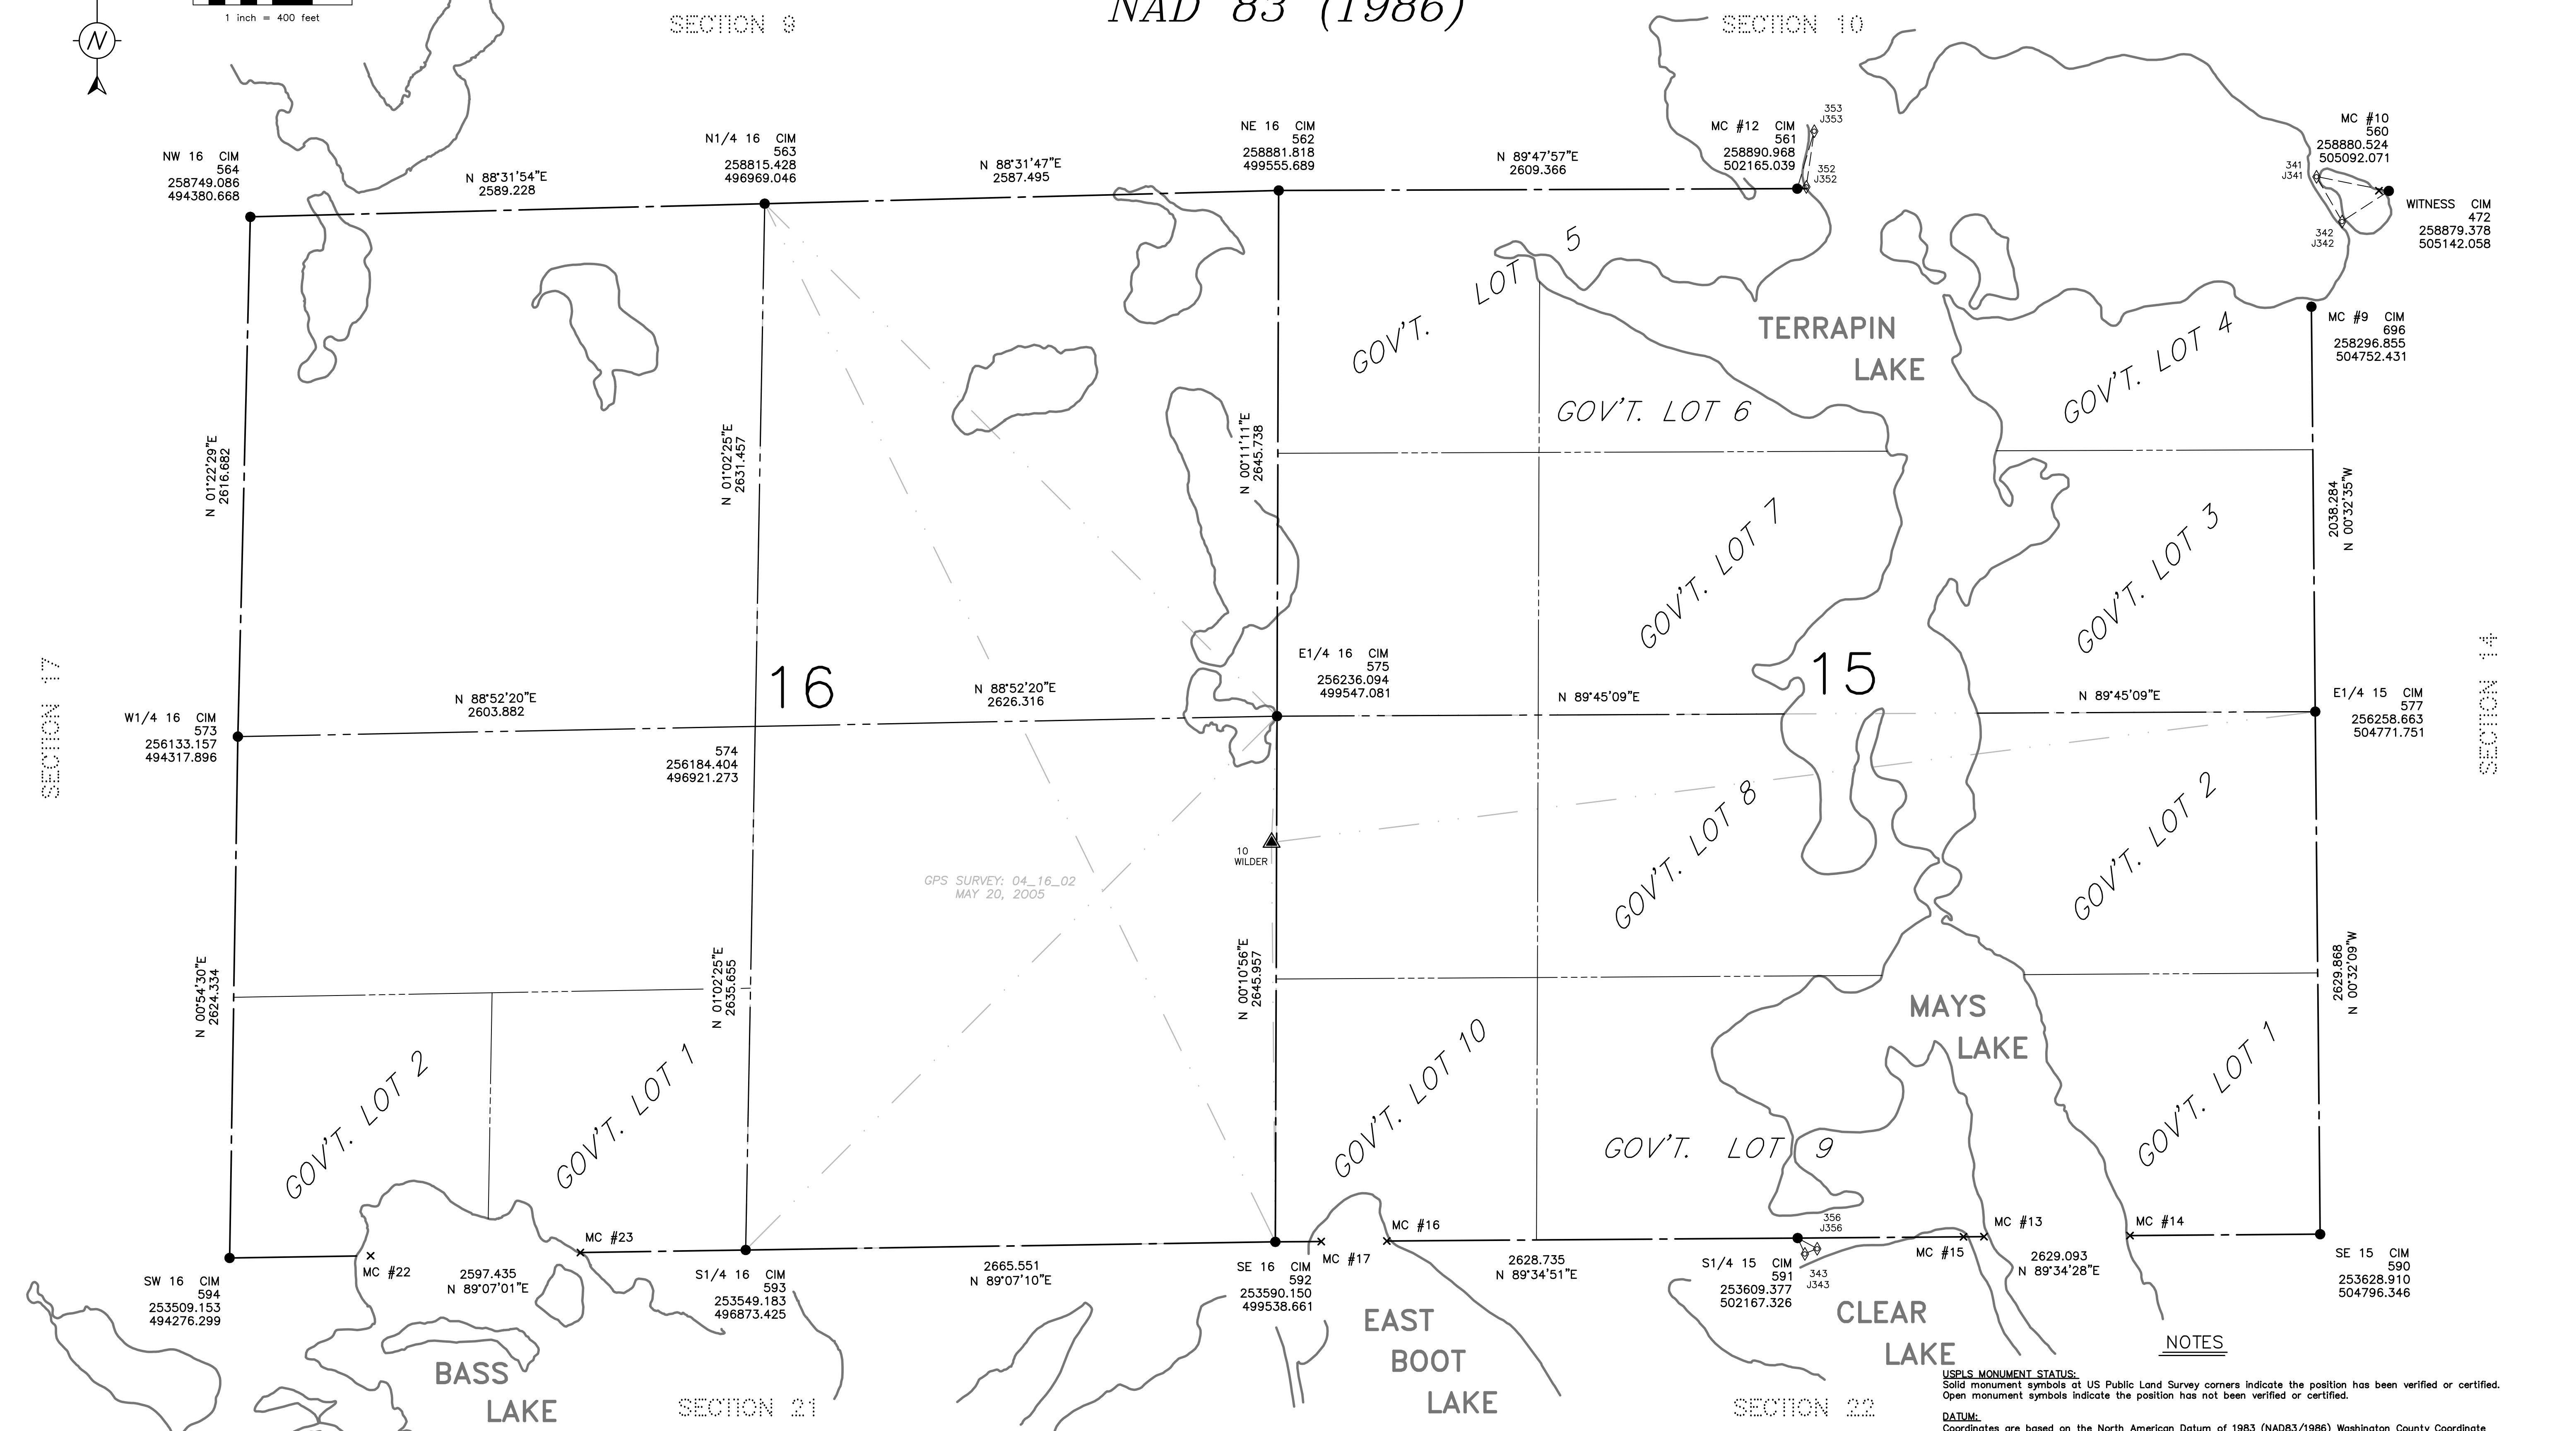 NAD 83 (1986)
N
1 inch = 400 feet
SECTION 9
SECTION 10
NW 16 CIM
564
258749.086
494380.668
N 88°31'54"E
2589.228
N1/4 16 CIM
563
258815.428
496969.046
N 88°31'47"E
2587.495
NE 16 CIM
562
258881.818
499555.689
N 89°47'57"E
2609.366
MC #12 CIM
561
258890.968
502165.039
353
J353
352
J352
MC #10
560
258880.524
505092.071
341
J341
342
J342
WITNESS CIM
472
258879.378
505142.058
MC #9 CIM
696
258296.855
504752.431
GOV'T. LOT 5
TERRAPIN
LAKE
GOV'T. LOT 4
GOV'T. LOT 6
N 01°22'29"E
2616.682
N 01°02'25"E
2631.457
N 00°11'11"E
2645.738
2038.284
N 00°32'35"W
GOV'T. LOT 7
GOV'T. LOT 3
SECTION 17
SECTION 14
W1/4 16 CIM
573
256133.157
494317.896
N 88°52'20"E
2603.882
16
N 88°52'20"E
2626.316
574
256184.404
496921.273
E1/4 16 CIM
575
256236.094
499547.081
N 89°45'09"E
15
N 89°45'09"E
E1/4 15 CIM
577
256258.663
504771.751
10
WILDER
GPS SURVEY: 04_16_02
MAY 20, 2005
GOV'T. LOT 8
GOV'T. LOT 2
N 00°54'30"E
2624.334
N 01°02'25"E
2635.655
N 00°10'56"E
2645.957
2629.868
N 00°32'09"W
MAYS
LAKE
GOV'T. LOT 2
GOV'T. LOT 1
GOV'T. LOT 10
GOV'T. LOT 9
GOV'T. LOT 1
SW 16 CIM
594
253509.153
494276.299
MC #22
2597.435
N 89°07'01"E
MC #23
S1/4 16 CIM
593
253549.183
496873.425
2665.551
N 89°07'10"E
SE 16 CIM
592
253590.150
499538.661
MC #17
MC #16
2628.735
N 89°34'51"E
S1/4 15 CIM
591
253609.377
502167.326
356
J356
343
J343
MC #15
MC #13
2629.093
N 89°34'28"E
MC #14
SE 15 CIM
590
253628.910
504796.346
BASS
LAKE
EAST
BOOT
LAKE
CLEAR
LAKE
SECTION 21
SECTION 22
NOTES
USPLS MONUMENT STATUS:
Solid monument symbols at US Public Land Survey corners indicate the position has been verified or certified.
Open monument symbols indicate the position has not been verified or certified.
DATUM:
Coordinates are based on the North American Datum of 1983 (NAD83/1986) Washington County Coordinate